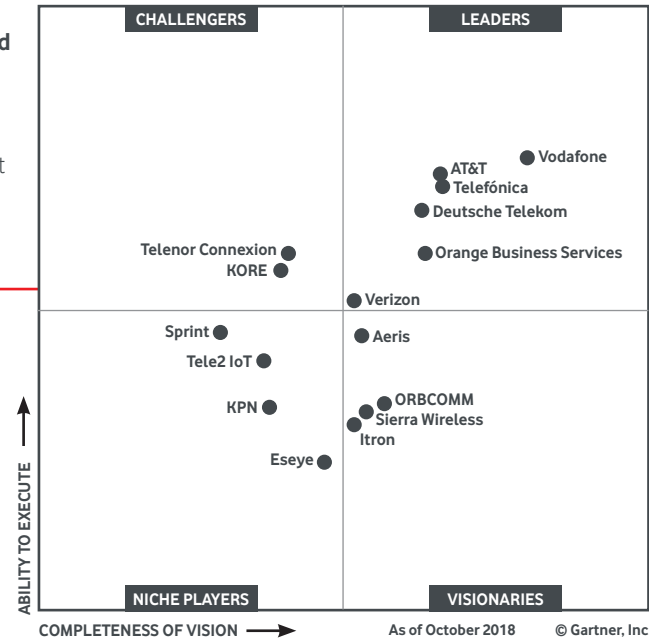 CHALLENGERS
LEADERS
d
t
Vodafone
AT&T
Telefónica
Deutsche Telekom
Telenor Connexion
Orange Business Services
KORE
Verizon
Sprint
Aeris
Tele2 IoT
KPN
ORBCOMM
Sierra Wireless
Itron
Eseye
ABILITY TO EXECUTE
NICHE PLAYERS
VISIONARIES
COMPLETENESS OF VISION
As of October 2018
© Gartner, Inc